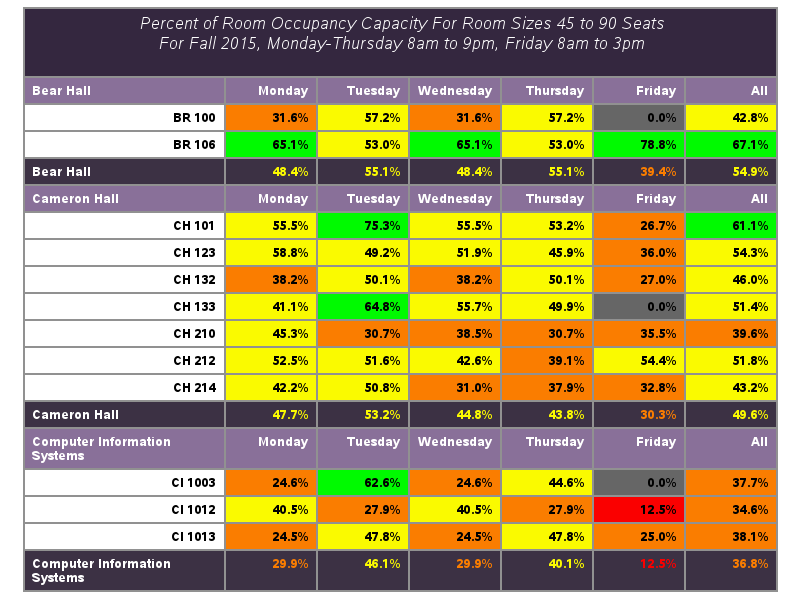 Percent of Room Occupancy Capacity For Room Sizes 45 to 90 Seats
For Fall 2015, Monday-Thursday 8am to 9pm, Friday 8am to 3pm
Bear Hall Monday Tuesday Wednesday Thursday Friday All
BR 100 31.6% 57.2% 31.6% 57.2% 0.0% 42.8%
BR 106 65.1% 53.0% 65.1% 53.0% 78.8% 67.1%
Bear Hall 48.4% 55.1% 48.4% 55.1% 39.4% 54.9%
Cameron Hall Monday Tuesday Wednesday Thursday Friday All
CH 101 55.5% 75.3% 55.5% 53.2% 26.7% 61.1%
CH 123 58.8% 49.2% 51.9% 45.9% 36.0% 54.3%
CH 132 38.2% 50.1% 38.2% 50.1% 27.0% 46.0%
CH 133 41.1% 64.8% 55.7% 49.9% 0.0% 51.4%
CH 210 45.3% 30.7% 38.5% 30.7% 35.5% 39.6%
CH 212 52.5% 51.6% 42.6% 39.1% 54.4% 51.8%
CH 214 42.2% 50.8% 31.0% 37.9% 32.8% 43.2%
Cameron Hall 47.7% 53.2% 44.8% 43.8% 30.3% 49.6%
Computer Information Monday Tuesday Wednesday Thursday Friday All
Systems
CI 1003 24.6% 62.6% 24.6% 44.6% 0.0% 37.7%
CI 1012 40.5% 27.9% 40.5% 27.9% 12.5% 34.6%
CI 1013 24.5% 47.8% 24.5% 47.8% 25.0% 38.1%
Computer Information 29.9% 46.1% 29.9% 40.1% 12.5% 36.8%
Systems